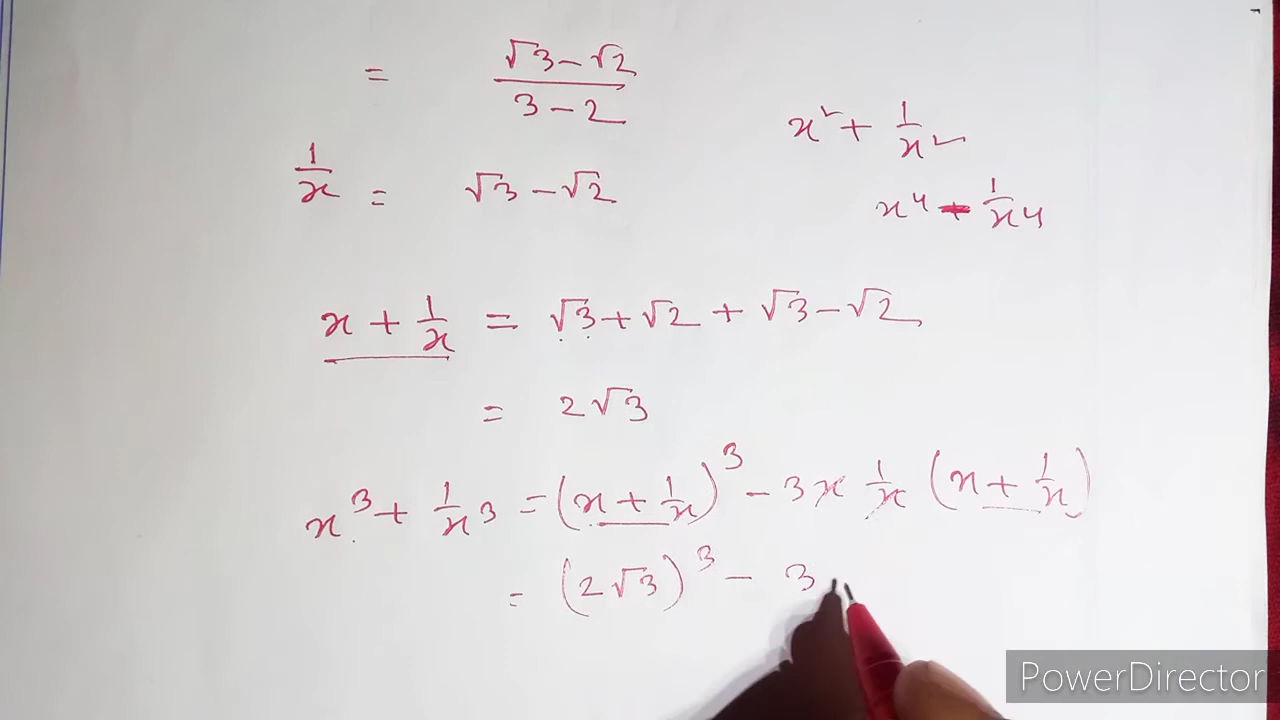 = (√3 − √2)/(3 − 2)
x² + 1/x²
1/x = √3 − √2
x⁴ + 1/x⁴
x + 1/x = √3 + √2 + √3 − √2
= 2√3
x³ + 1/x³ = (x + 1/x)³ − 3x 1/x (x + 1/x)
= (2√3)³ − 3
PowerDirector